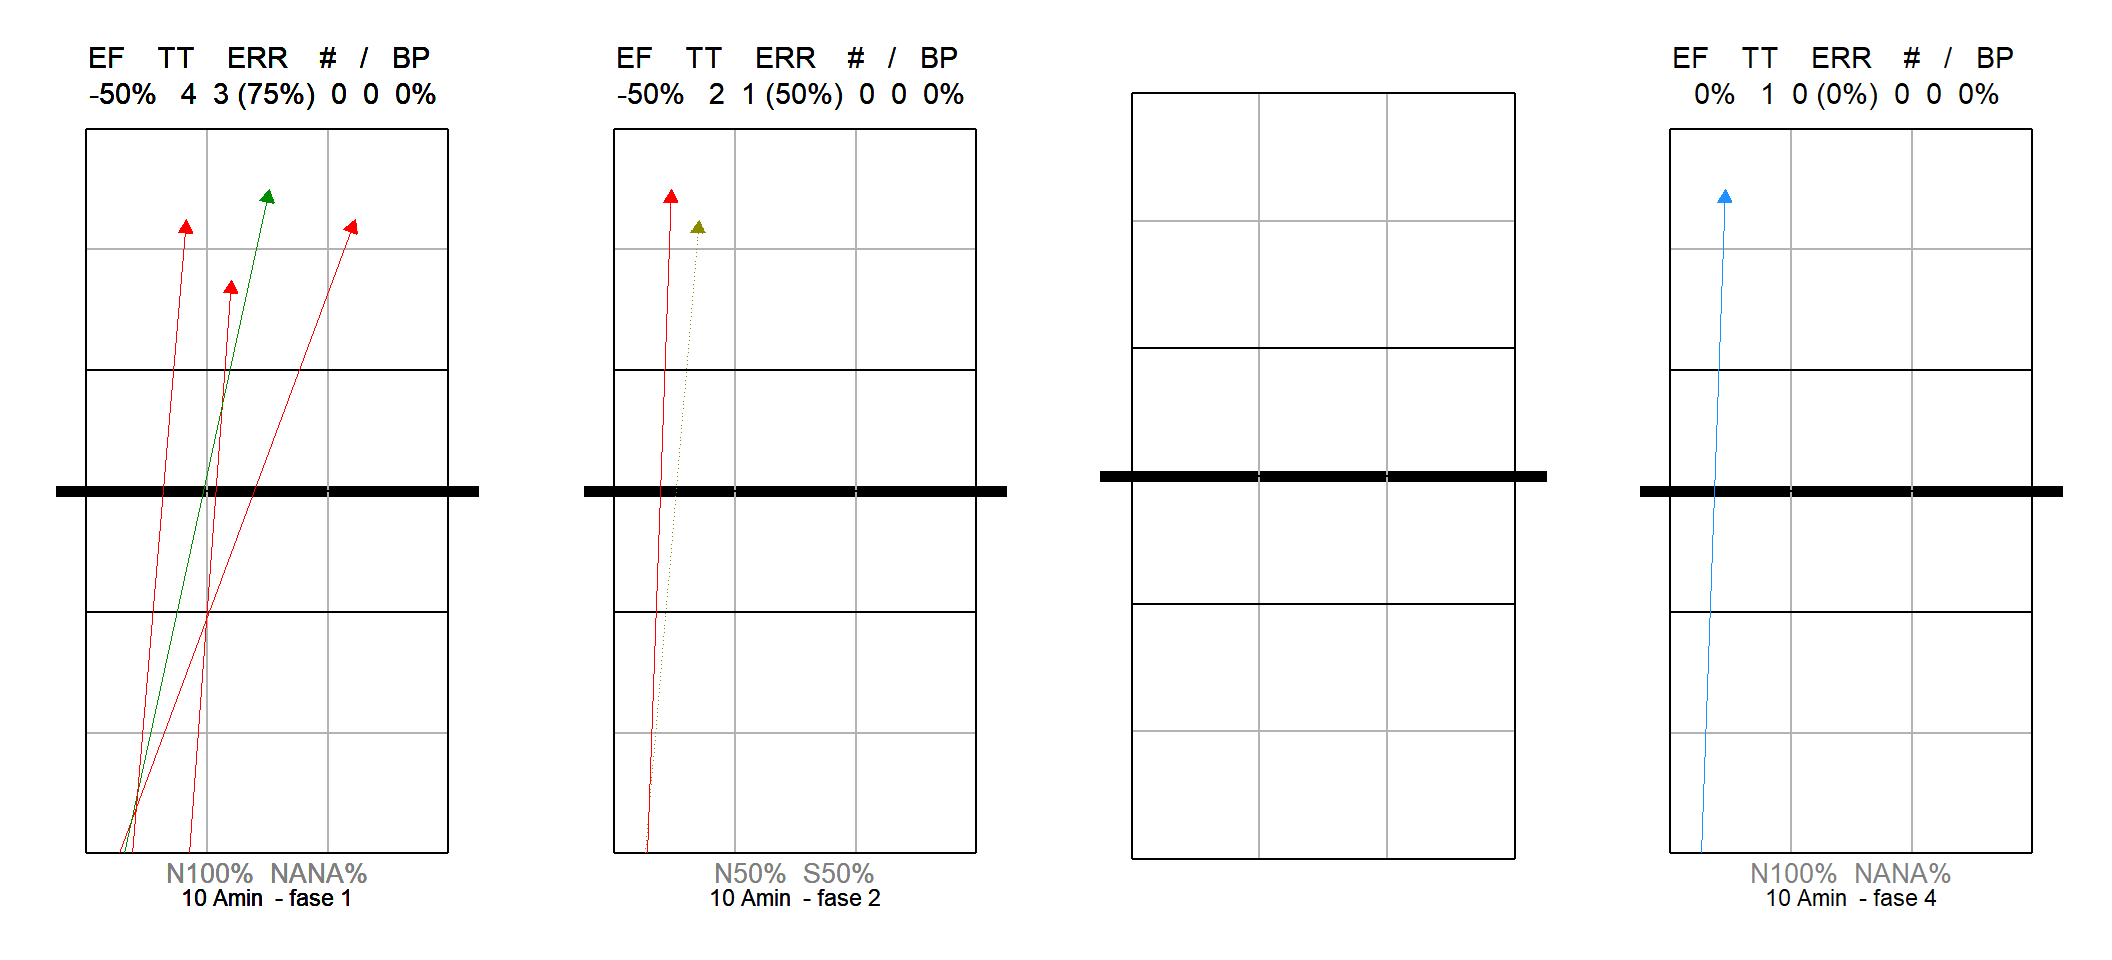 EF TT ERR # / BP
-50% 4 3 (75%) 0 0 0%
N100% NANA%
10 Amin - fase 1
EF TT ERR # / BP
-50% 2 1 (50%) 0 0 0%
N50% S50%
10 Amin - fase 2
EF TT ERR # / BP
0% 1 0 (0%) 0 0 0%
N100% NANA%
10 Amin - fase 4